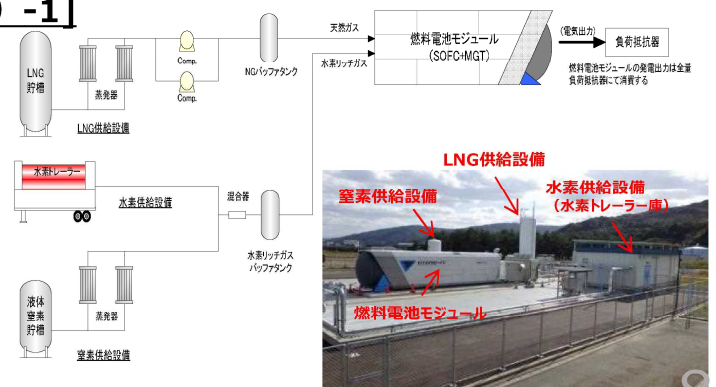 -1]
天然ガス
水素リッチガス
燃料電池モジュール
(SOFC+MGT)
(電気出力)
負荷抵抗器
燃料電池モジュールの発電出力は全量
負荷抵抗器にて消費する
LNG
貯槽
蒸発器
Comp.
Comp.
NGバッファタンク
LNG供給設備
水素トレーラー
水素供給設備
混合器
水素リッチガス
バッファタンク
液体
窒素
貯槽
蒸発器
窒素供給設備
LNG供給設備
窒素供給設備
水素供給設備
(水素トレーラー庫)
燃料電池モジュール